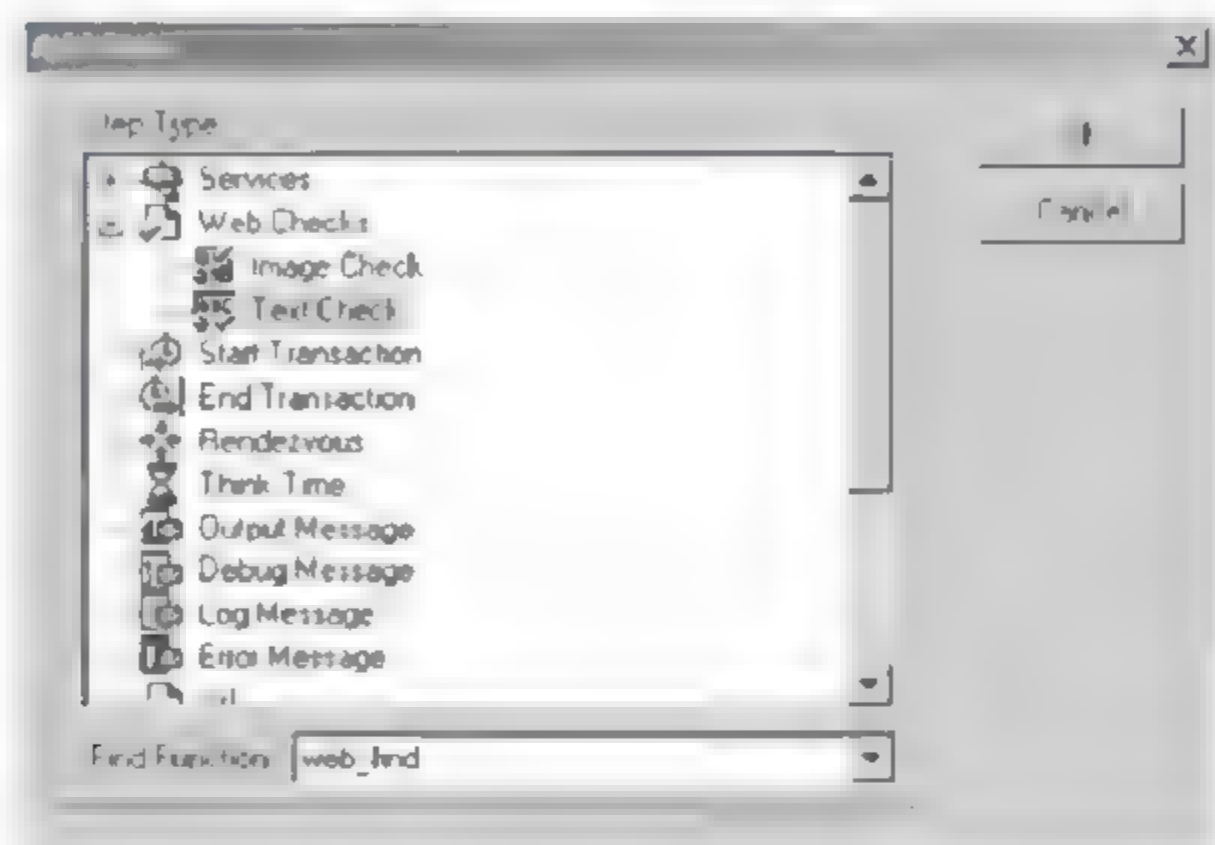 Step Type
Services
Web Checks
Image Check
Text Check
Start Transaction
End Transaction
Rendezvous
Think Time
Output Message
Debug Message
Log Message
Error Message
Cancel
Find Function web_find